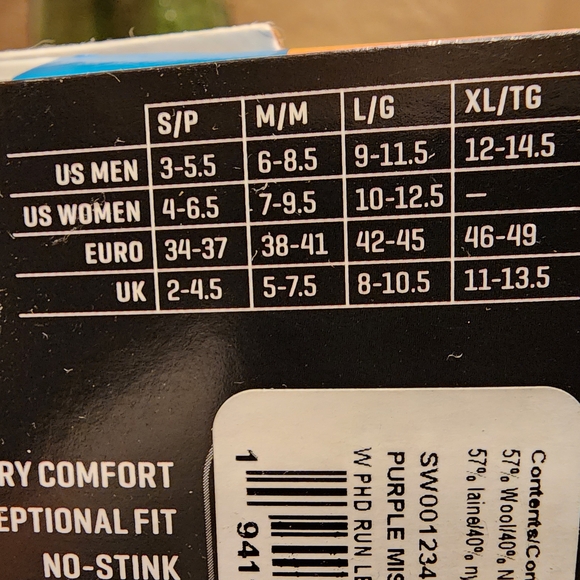 S/P M/M L/G XL/TG
US MEN 3-5.5 6-8.5 9-11.5 12-14.5
US WOMEN 4-6.5 7-9.5 10-12.5 —
EURO 34-37 38-41 42-45 46-49
UK 2-4.5 5-7.5 8-10.5 11-13.5
RY COMFORT
EPTIONAL FIT
NO-STINK
Contents/Con
57% Wool/40% N
57% laine/40% ny
SW001234
PURPLE MIS
W PHD RUN LE
1 941